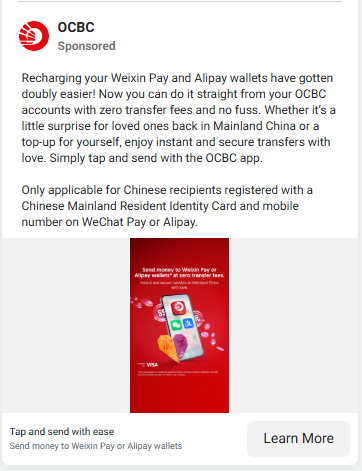 OCBC
Sponsored
Recharging your Weixin Pay and Alipay wallets have gotten
doubly easier! Now you can do it straight from your OCBC
accounts with zero transfer fees and no fuss. Whether it's a
little surprise for loved ones back in Mainland China or a
top-up for yourself, enjoy instant and secure transfers with
love. Simply tap and send with the OCBC app.
Only applicable for Chinese recipients registered with a
Chinese Mainland Resident Identity Card and mobile
number on WeChat Pay or Alipay.
Send money to Weixin Pay or
Alipay wallets* at zero transfer fees.
Instant and secure transfers to Mainland China
with love.
VISA
Tap and send with ease
Send money to Weixin Pay or Alipay wallets
Learn More